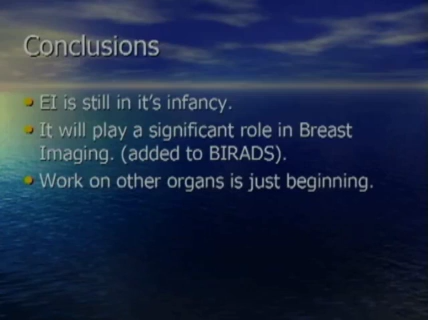 Conclusions
EI is still in it's infancy.
It will play a significant role in Breast
Imaging. (added to BIRADS).
Work on other organs is just beginning.